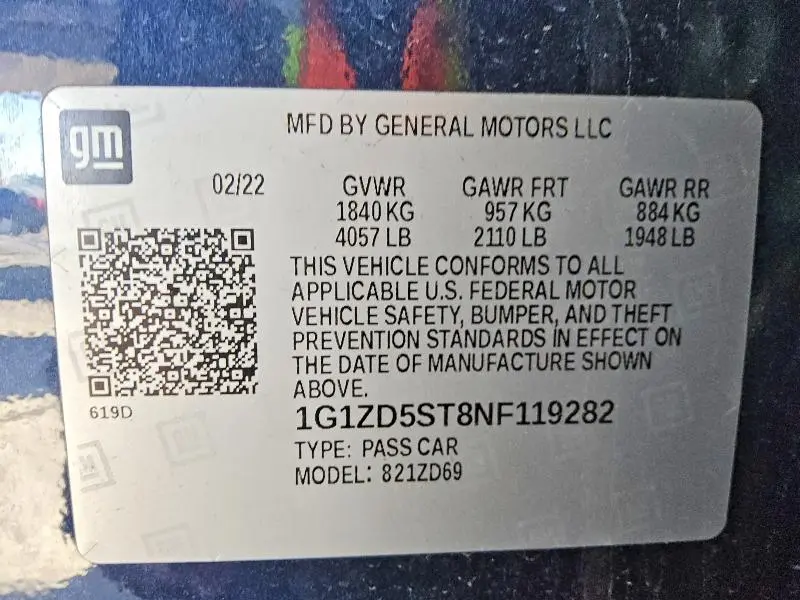 gm
MFD BY GENERAL MOTORS LLC
02/22 GVWR GAWR FRT GAWR RR
1840 KG 957 KG 884 KG
4057 LB 2110 LB 1948 LB
THIS VEHICLE CONFORMS TO ALL
APPLICABLE U.S. FEDERAL MOTOR
VEHICLE SAFETY, BUMPER, AND THEFT
PREVENTION STANDARDS IN EFFECT ON
THE DATE OF MANUFACTURE SHOWN
ABOVE.
619D
1G1ZD5ST8NF119282
TYPE: PASS CAR
MODEL: 821ZD69